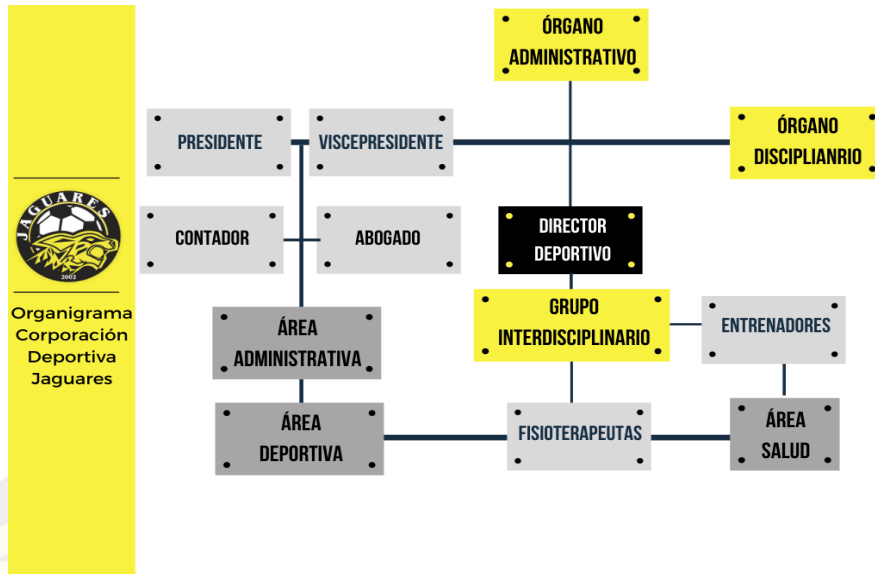 JAGUARES
2002
Organigrama
Corporación
Deportiva
Jaguares
ÓRGANO
ADMINISTRATIVO
PRESIDENTE
VISCEPRESIDENTE
ÓRGANO
DISCIPLIANRIO
CONTADOR
ABOGADO
DIRECTOR
DEPORTIVO
ÁREA
ADMINISTRATIVA
GRUPO
INTERDISCIPLINARIO
ENTRENADORES
ÁREA
DEPORTIVA
FISIOTERAPEUTAS
ÁREA
SALUD